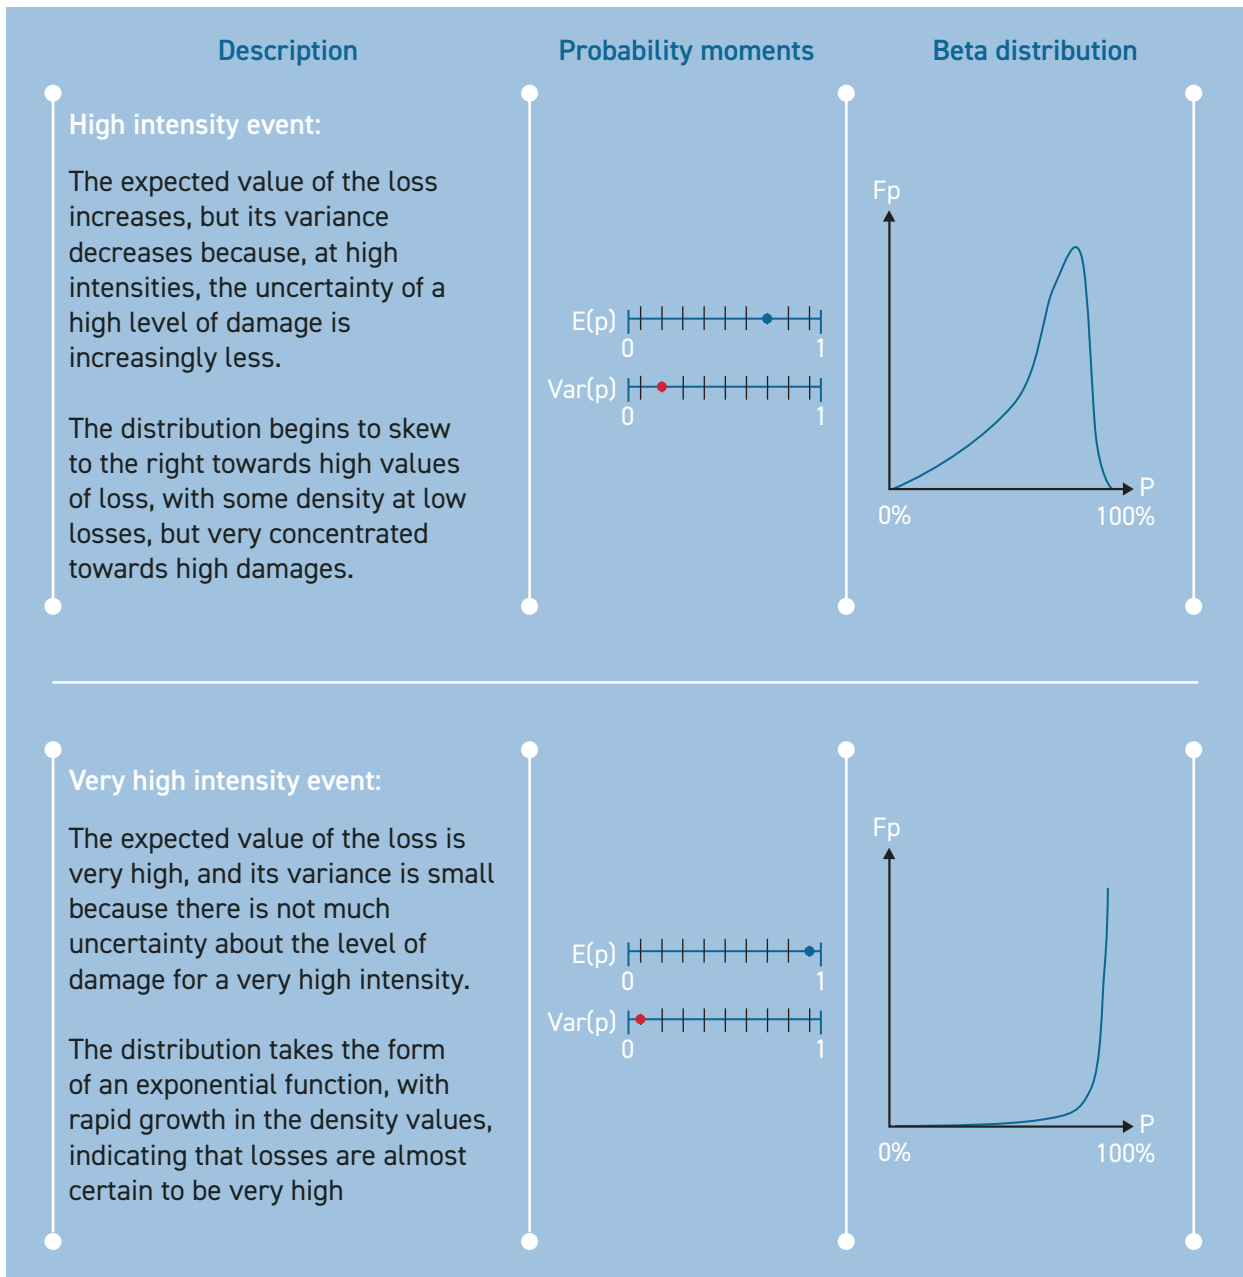 Description
Probability moments
Beta distribution
High intensity event:
The expected value of the loss
increases, but its variance
decreases because, at high
intensities, the uncertainty of a
high level of damage is
increasingly less.
The distribution begins to skew
to the right towards high values
of loss, with some density at low
losses, but very concentrated
towards high damages.
E(p)
0
1
Var(p)
0
1
Fp
P
0%
100%
Very high intensity event:
The expected value of the loss is
very high, and its variance is small
because there is not much
uncertainty about the level of
damage for a very high intensity.
The distribution takes the form
of an exponential function, with
rapid growth in the density values,
indicating that losses are almost
certain to be very high
E(p)
0
1
Var(p)
0
1
Fp
P
0%
100%